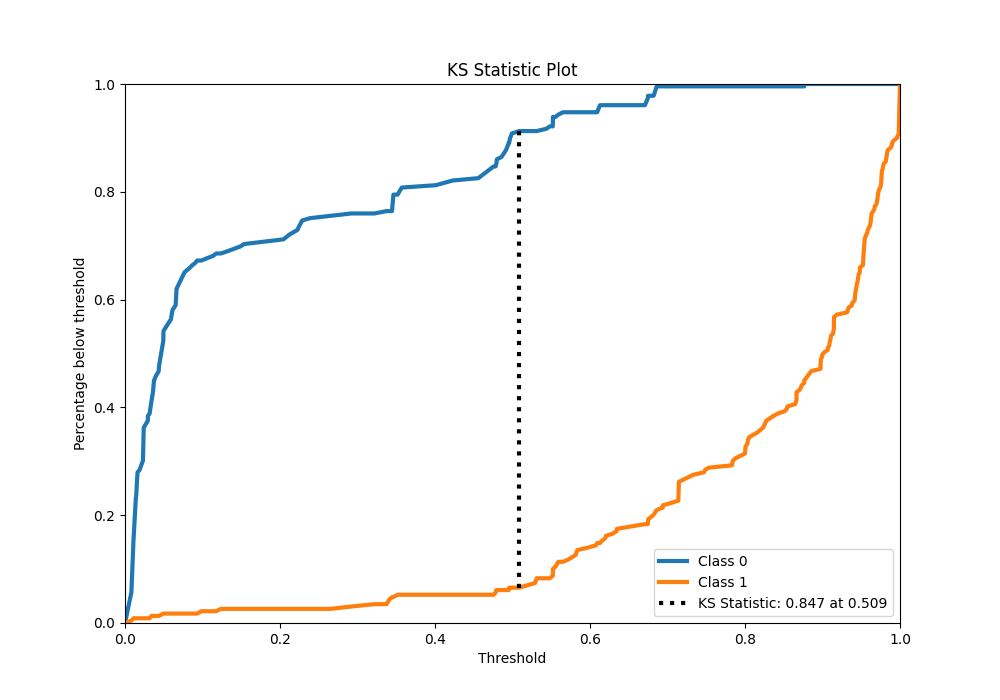 KS Statistic Plot
Percentage below threshold
1.0
0.8
0.6
0.4
0.2
0.0
0.0 0.2 0.4 0.6 0.8 1.0
Threshold
Class 0
Class 1
KS Statistic: 0.847 at 0.509